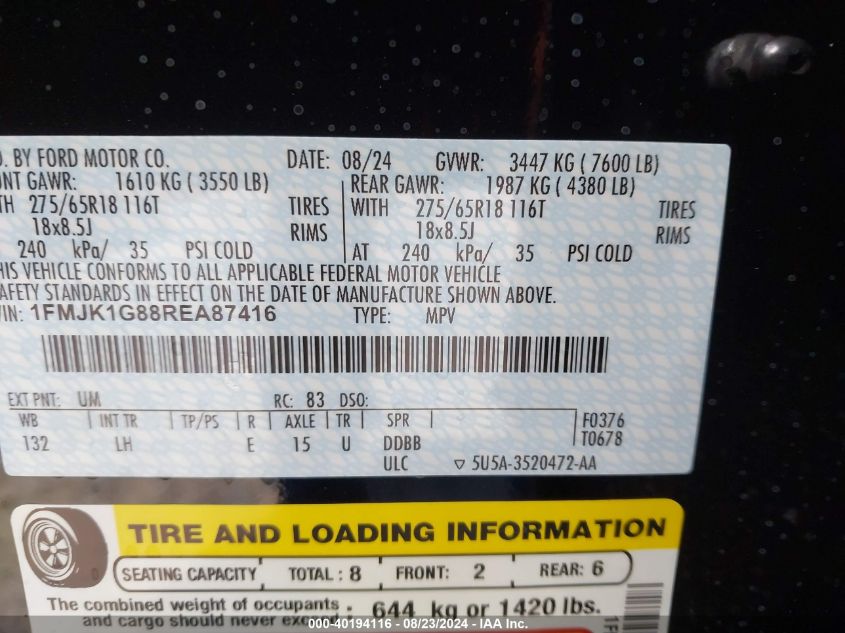 . BY FORD MOTOR CO. DATE: 08/24 GVWR: 3447 KG ( 7600 LB)
GAWR: 1610 KG ( 3550 LB) REAR GAWR: 1987 KG ( 4380 LB)
TH 275/65R18 116T TIRES WITH 275/65R18 116T TIRES
18x8.5J RIMS 18x8.5J RIMS
240 kPa/ 35 PSI COLD AT 240 kPa/ 35 PSI COLD
HIS VEHICLE CONFORMS TO ALL APPLICABLE FEDERAL MOTOR VEHICLE
AFETY STANDARDS IN EFFECT ON THE DATE OF MANUFACTURE SHOWN ABOVE.
IN: 1FMJK1G88REA87416 TYPE: MPV
EXT PNT: UM RC: 83 DSO:
WB INT TR TP/PS R AXLE TR SPR F0376
132 LH E 15 U DDBB T0678
ULC ▽ 5U5A-3520472-AA
TIRE AND LOADING INFORMATION
SEATING CAPACITY TOTAL : 8 FRONT: 2 REAR: 6
The combined weight of occupants : 644 kg or 1420 lbs.
and cargo should never exc
00-40194116 - 08/23/2024 - IAA Inc.